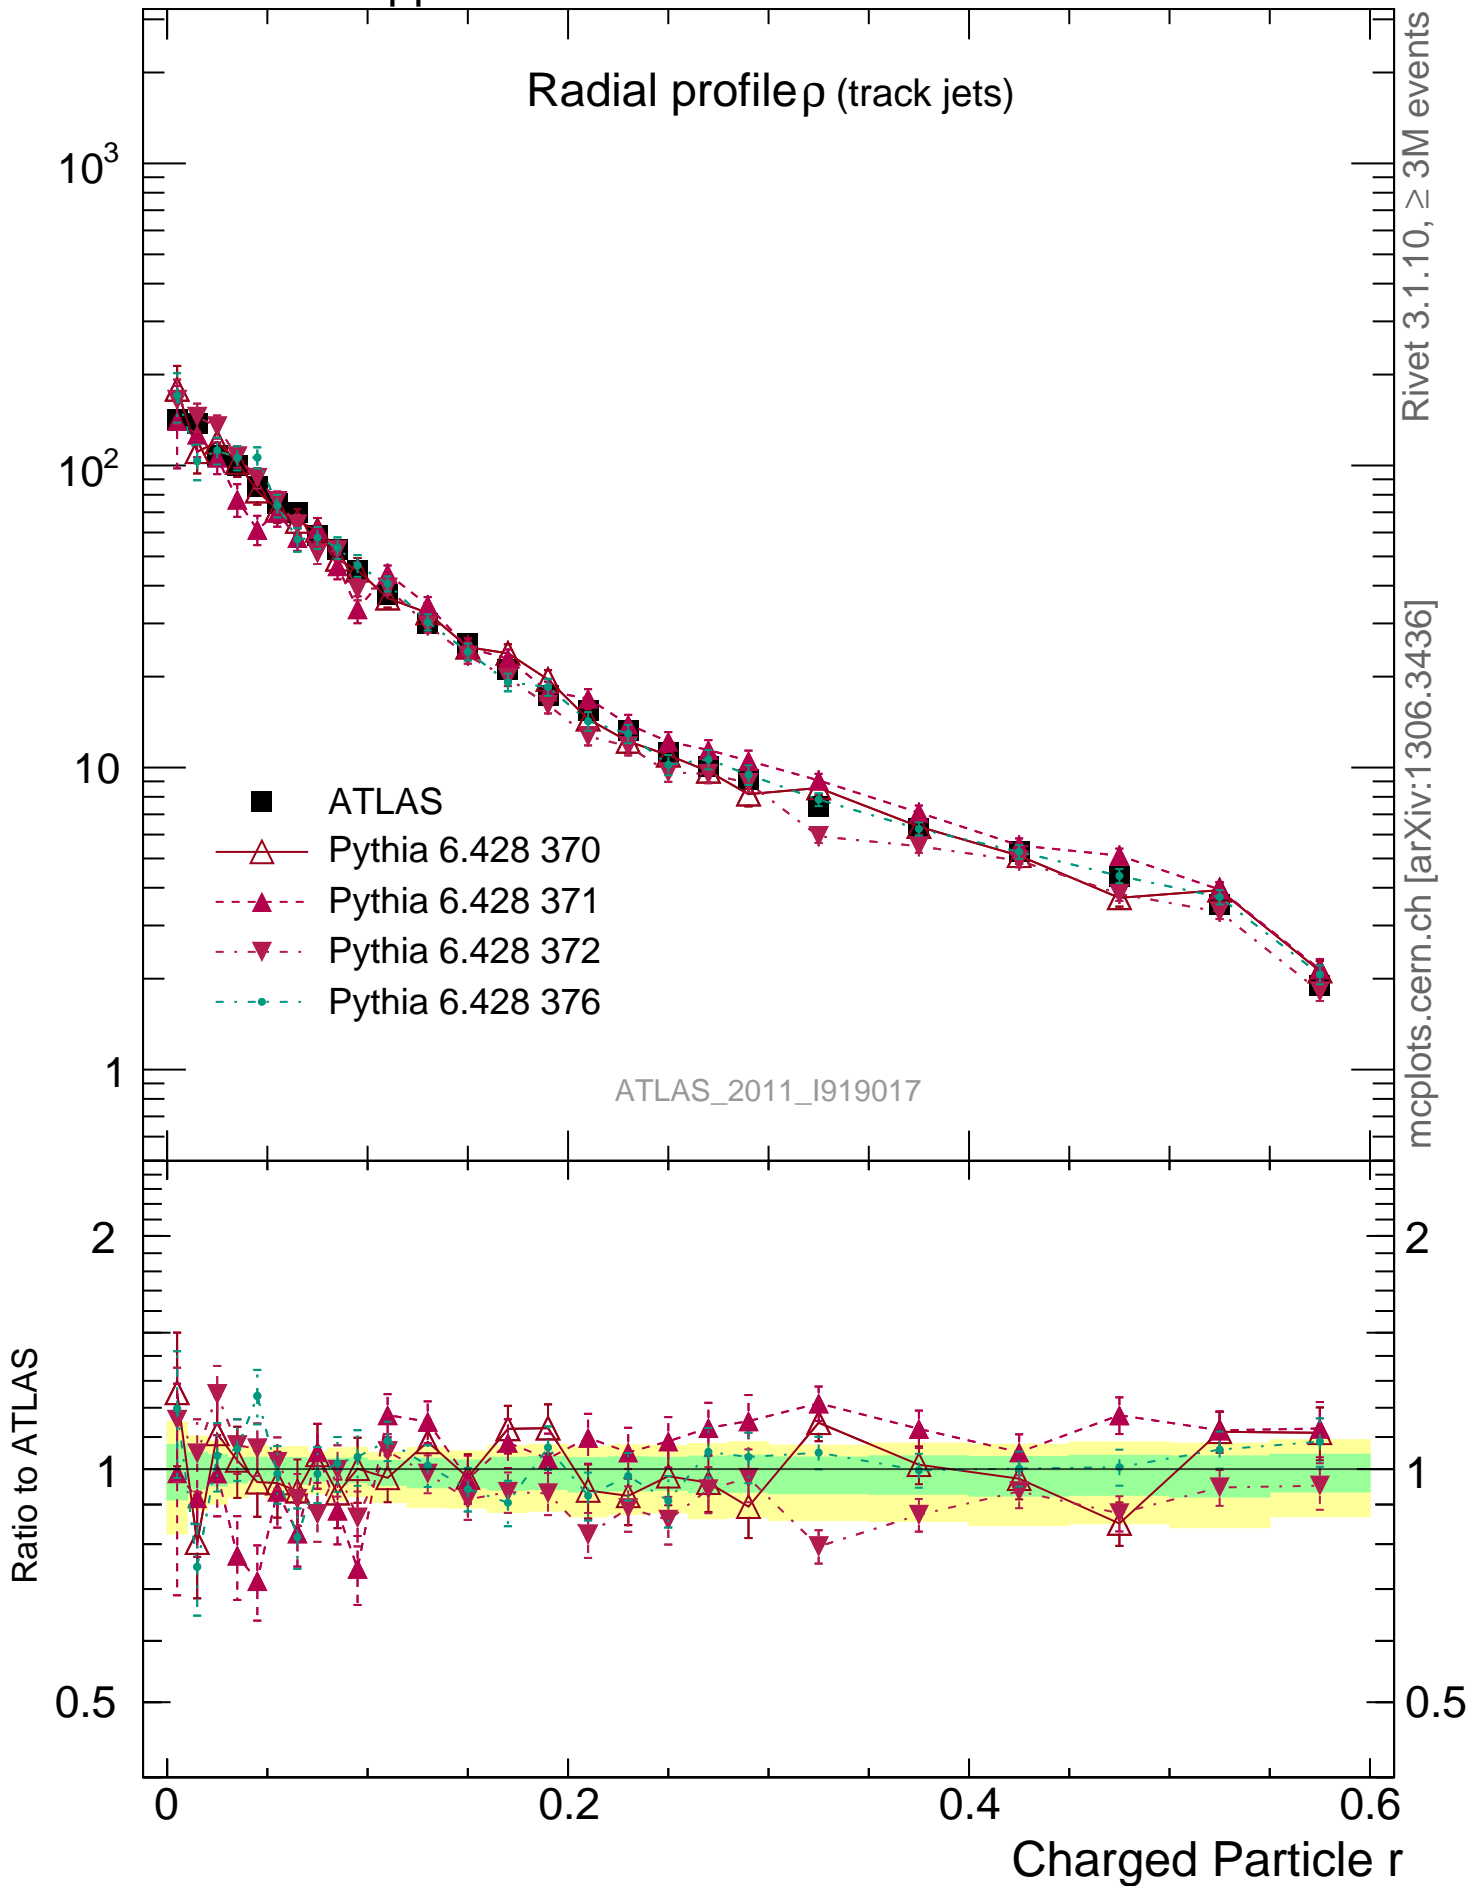 Radial profile ρ (track jets)
10³
10²
10
1
ATLAS
Pythia 6.428 370
Pythia 6.428 371
Pythia 6.428 372
Pythia 6.428 376
ATLAS_2011_I919017
Rivet 3.1.10, ≥ 3M events
mcplots.cern.ch [arXiv:1306.3436]
Ratio to ATLAS
2
1
0.5
2
1
0.5
0
0.2
0.4
0.6
Charged Particle r